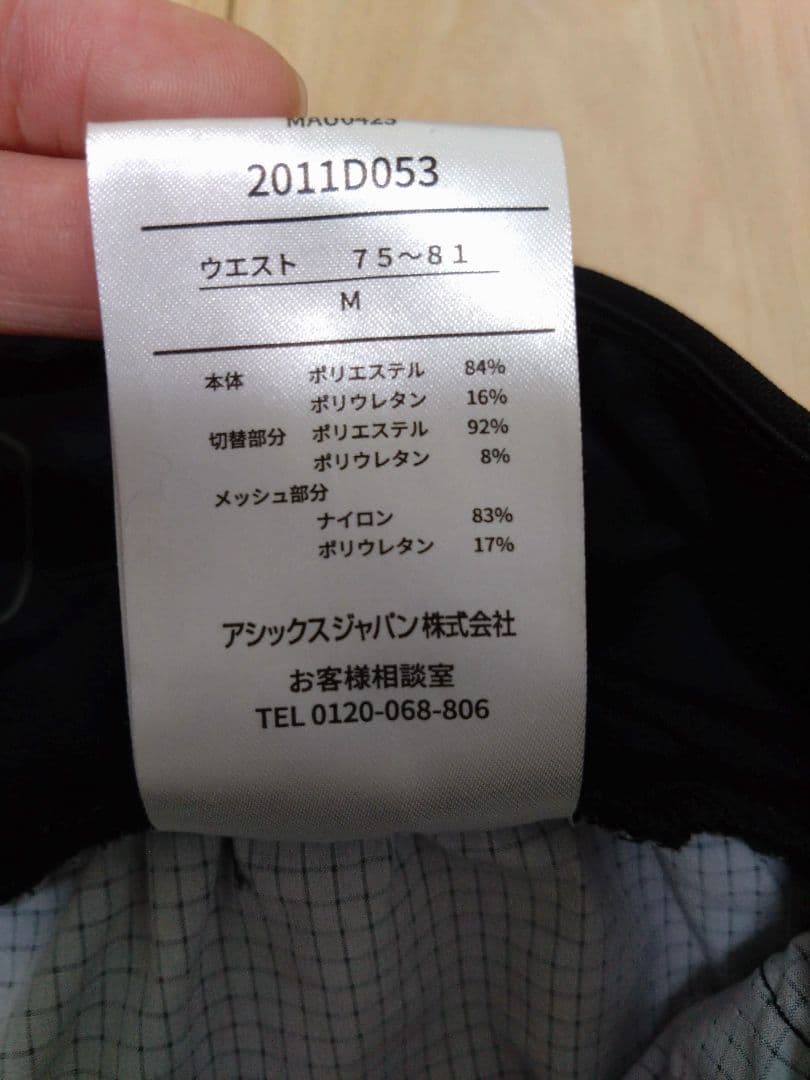 2011D053
ウエスト 75～81
M
本体 ポリエステル 84%
ポリウレタン 16%
切替部分 ポリエステル 92%
ポリウレタン 8%
メッシュ部分
ナイロン 83%
ポリウレタン 17%
アシックスジャパン株式会社
お客様相談室
TEL 0120-068-806